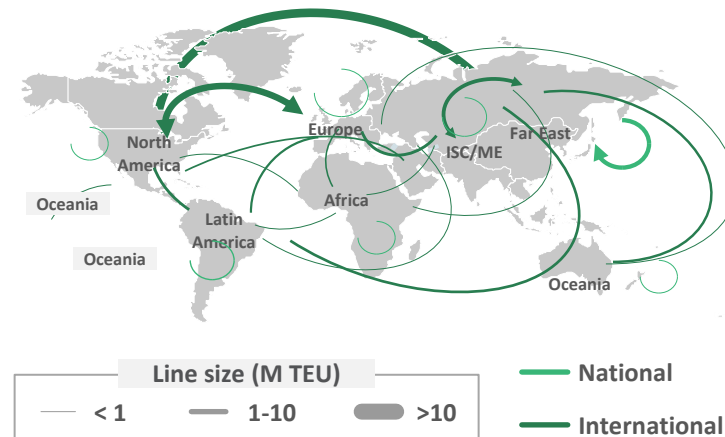 Europe
North
America
Far East
ISC/ME
Oceania
Africa
Latin
America
Oceania
Oceania
Line size (M TEU)
< 1
1-10
>10
National
International